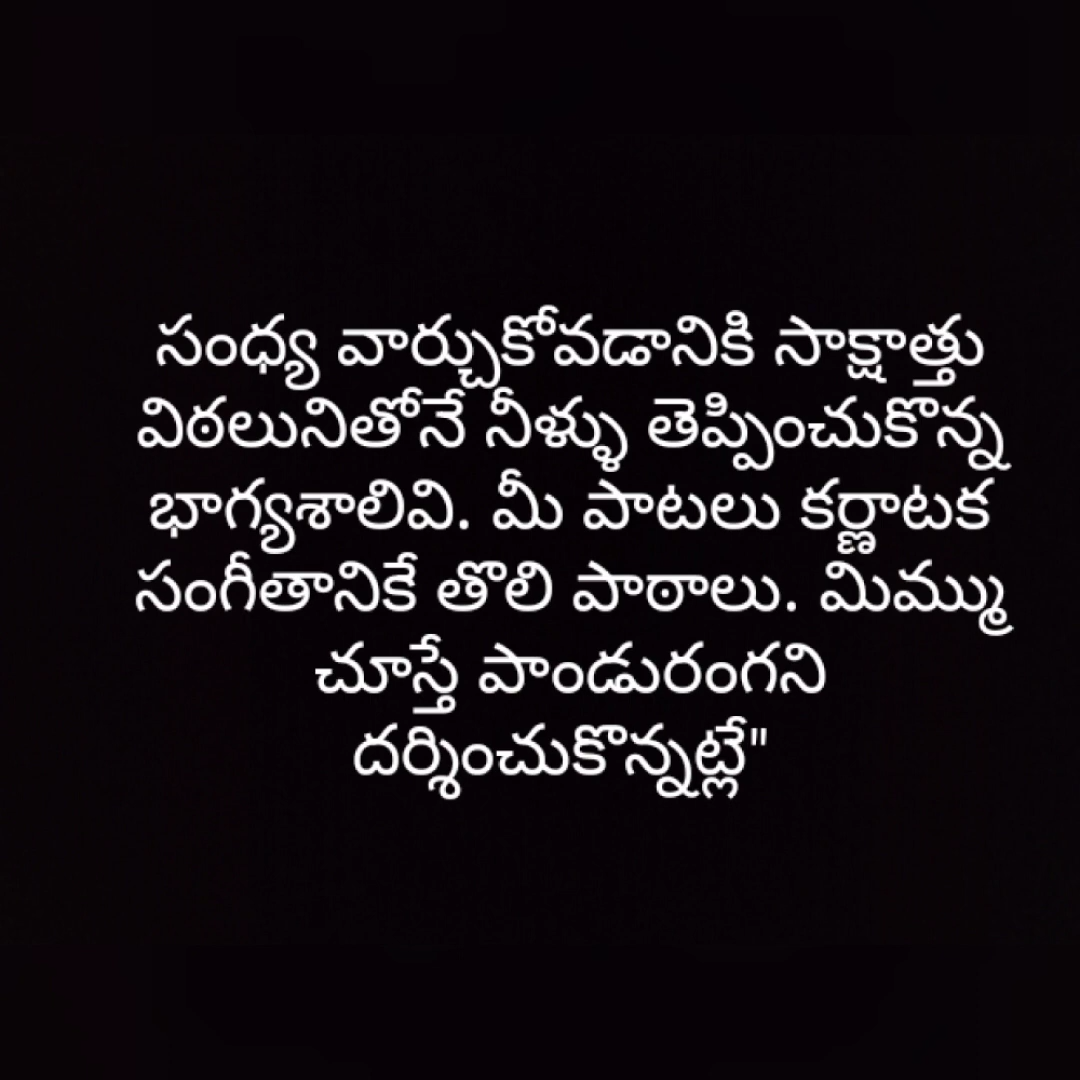 సంధ్య వార్చుకోవడానికి సాక్షాత్తు
విఠలునితోనే నీళ్ళు తెప్పించుకొన్న
భాగ్యశాలివి. మీ పాటలు కర్ణాటక
సంగీతానికే తొలి పాఠాలు. మిమ్ము
చూస్తే పాండురంగని
దర్శించుకొన్నట్లే"